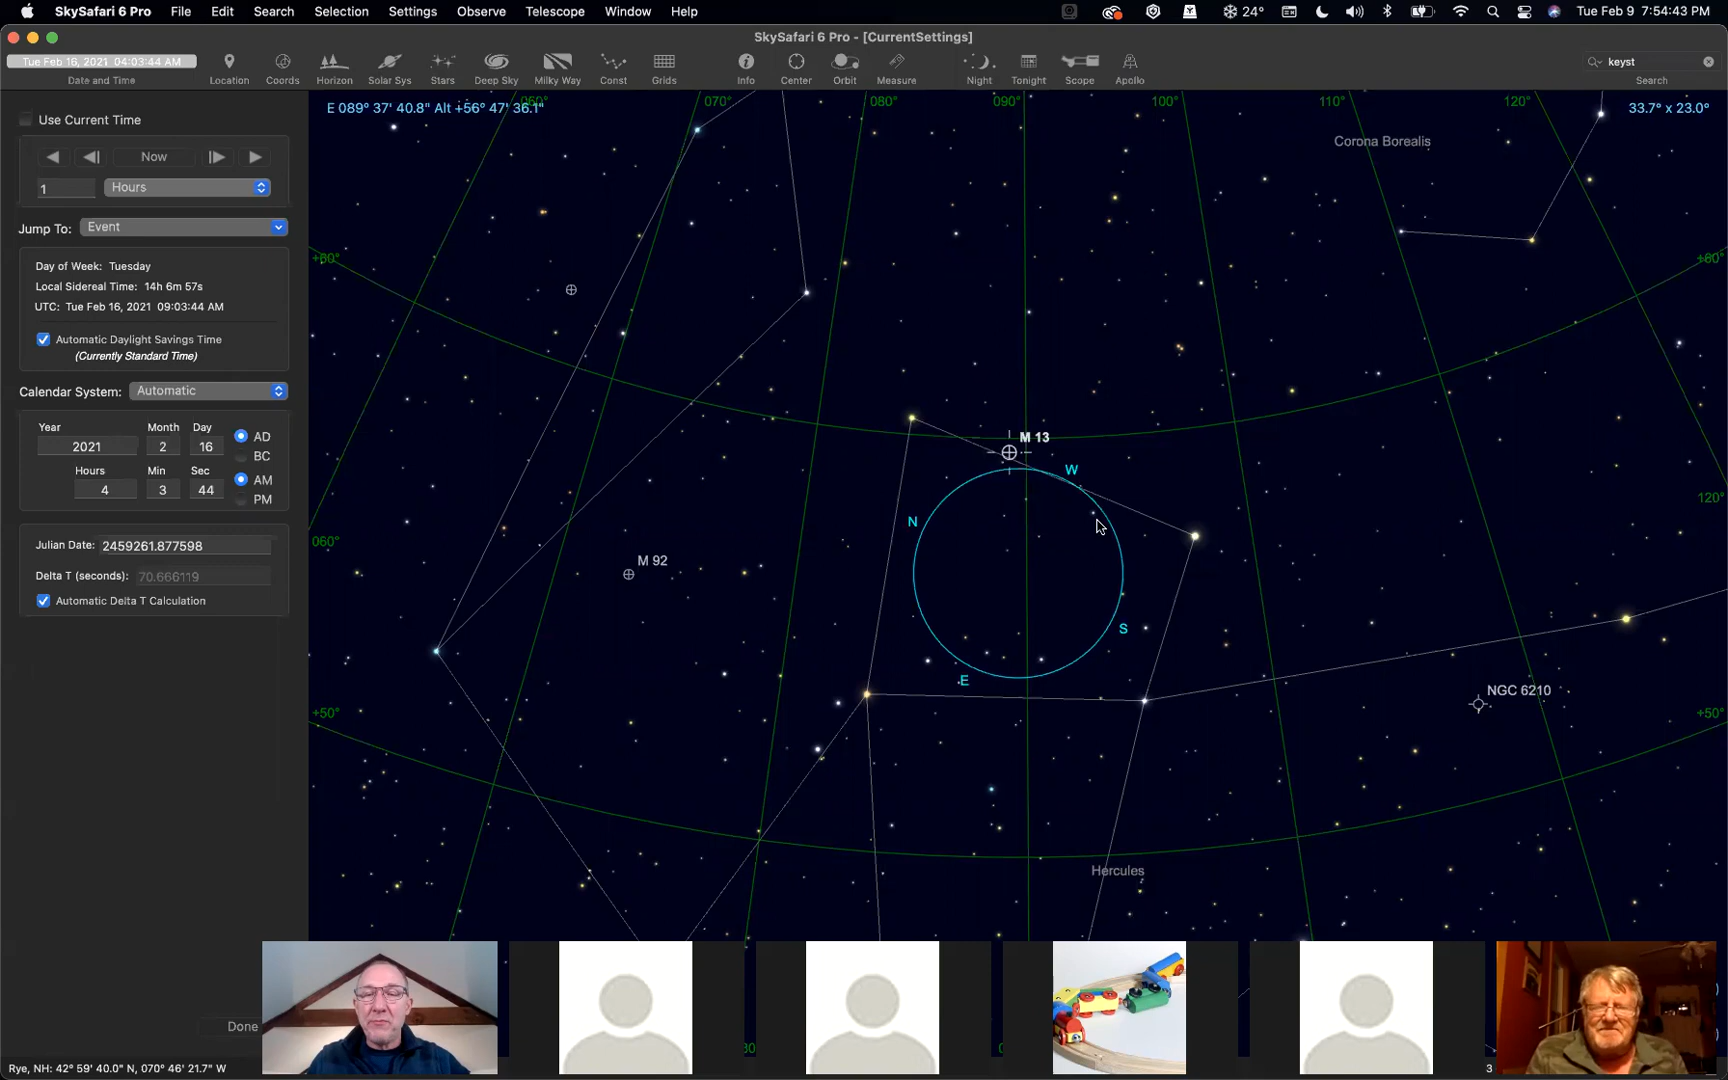 SkySafari 6 Pro File Edit Search Selection Settings Observe Telescope Window Help
24° Tue Feb 9 7:54:43 PM
SkySafari 6 Pro - [CurrentSettings]
Tue Feb 16, 2021 04:03:44 AM
keyst
Date and Time Location Coords Horizon Solar Sys Stars Deep Sky Milky Way Const Grids Info Center Orbit Measure Night Tonight Scope Apollo Search
E 089° 37' 40.8" Alt +56° 47' 36.1"
33.7° x 23.0°
060° 070° 080° 090° 100° 110° 120°
Use Current Time
Now
1 Hours
Jump To: Event
Day of Week: Tuesday
Local Sidereal Time: 14h 6m 57s
UTC: Tue Feb 16, 2021 09:03:44 AM
Automatic Daylight Savings Time
(Currently Standard Time)
Calendar System: Automatic
Year Month Day
2021 2 16
AD
BC
Hours Min Sec
4 3 44
AM
PM
Julian Date: 2459261.877598
Delta T (seconds): 70.666119
Automatic Delta T Calculation
Done
Corona Borealis
+60° +60°
M 13
W
N
S
E
120°
060°
M 92
NGC 6210
+50° +50°
Hercules
Rye, NH: 42° 59' 40.0" N, 070° 46' 21.7" W